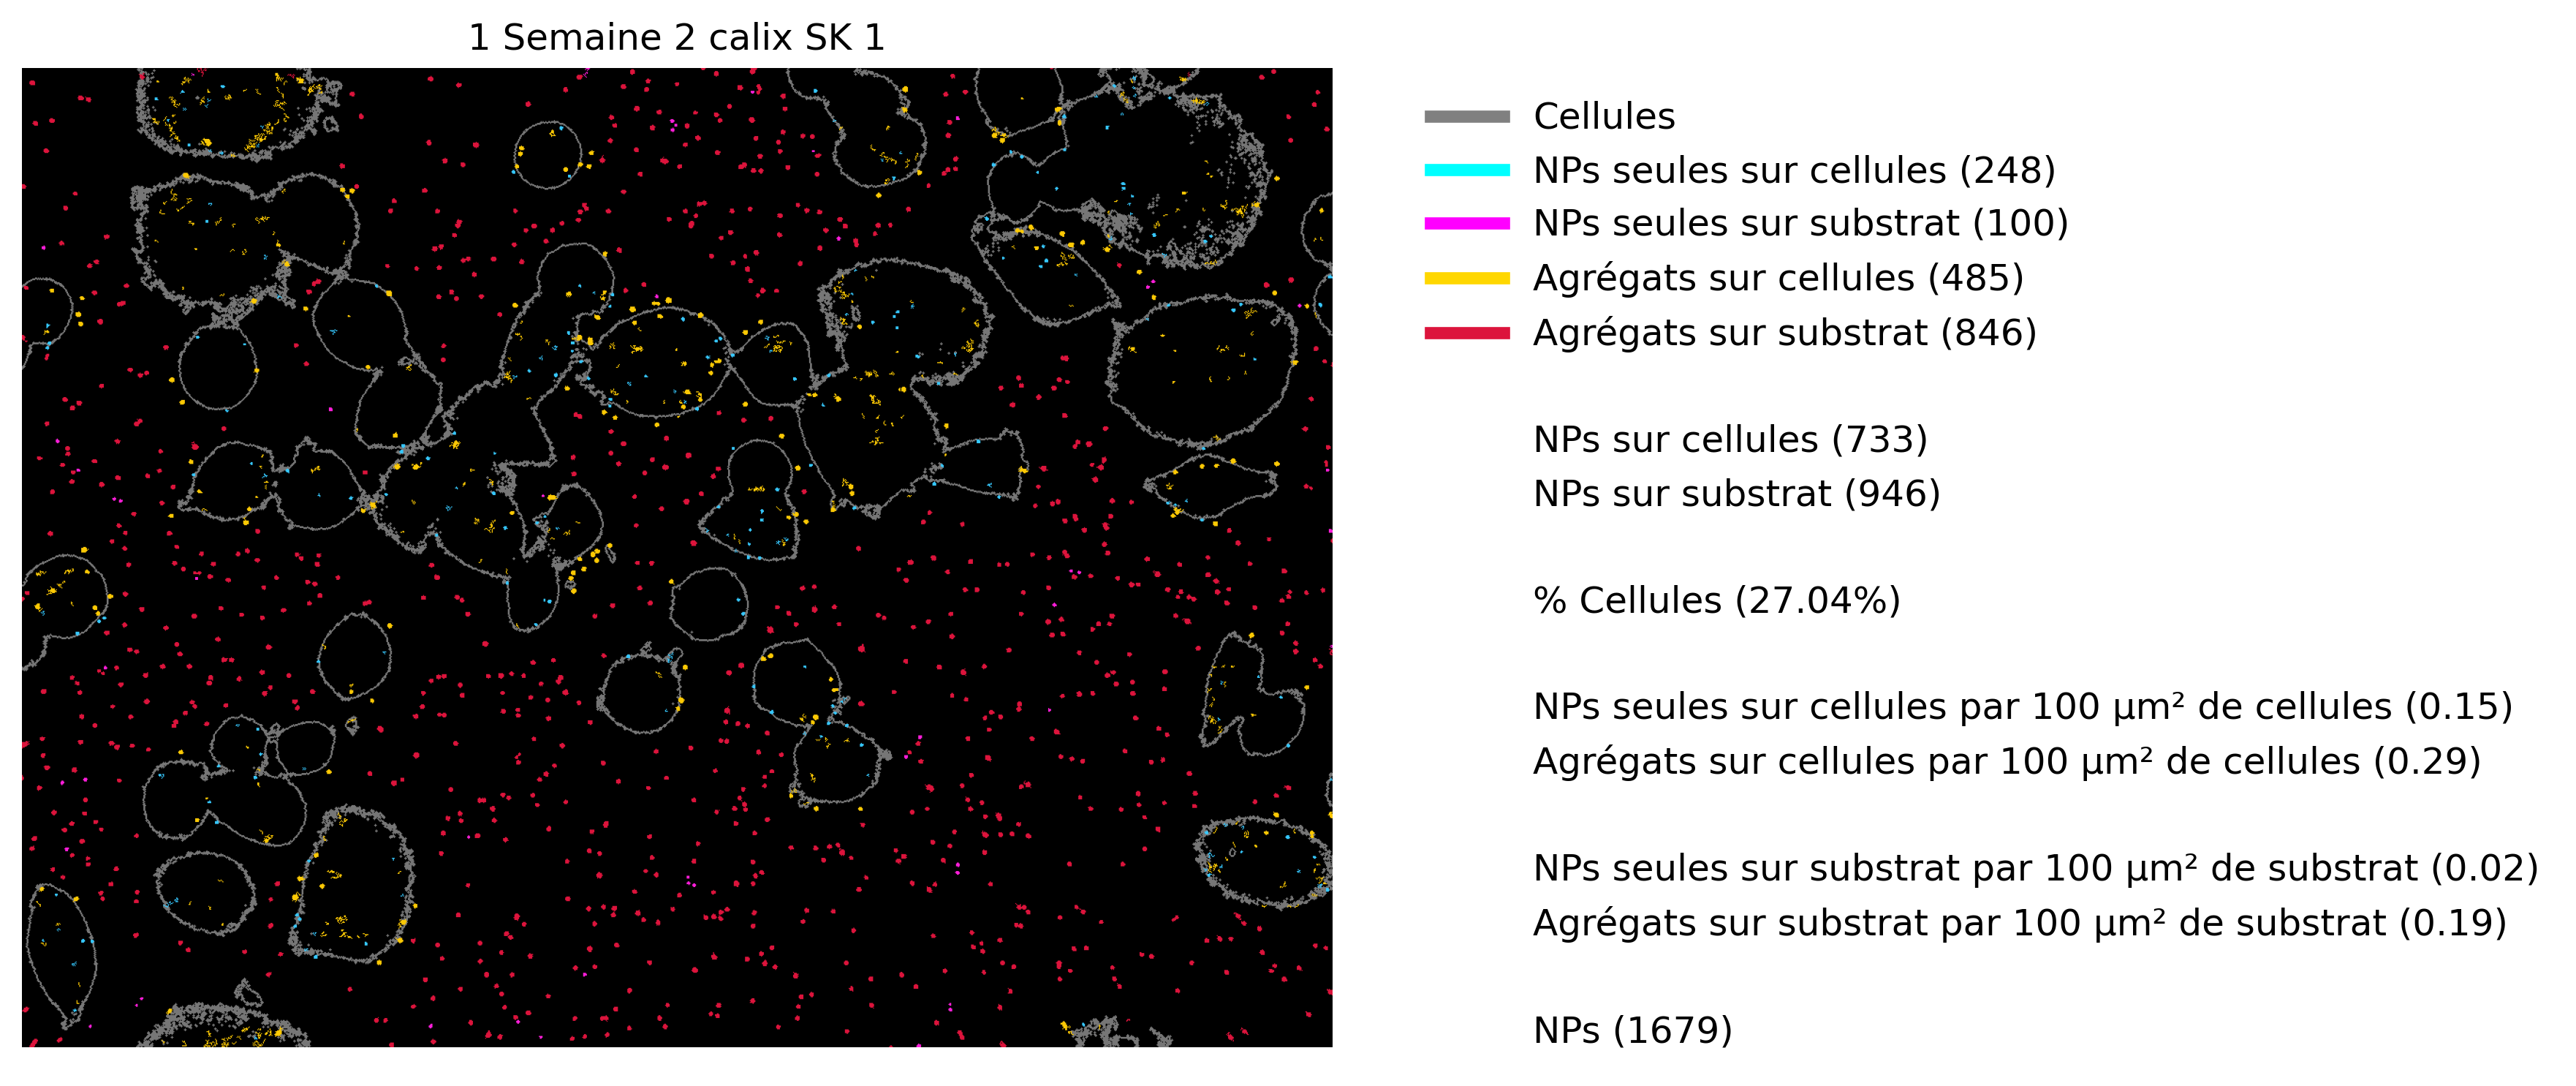 1 Semaine 2 calix SK 1
Cellules
NPs seules sur cellules (248)
NPs seules sur substrat (100)
Agrégats sur cellules (485)
Agrégats sur substrat (846)
NPs sur cellules (733)
NPs sur substrat (946)
% Cellules (27.04%)
NPs seules sur cellules par 100 µm² de cellules (0.15)
Agrégats sur cellules par 100 µm² de cellules (0.29)
NPs seules sur substrat par 100 µm² de substrat (0.02)
Agrégats sur substrat par 100 µm² de substrat (0.19)
NPs (1679)